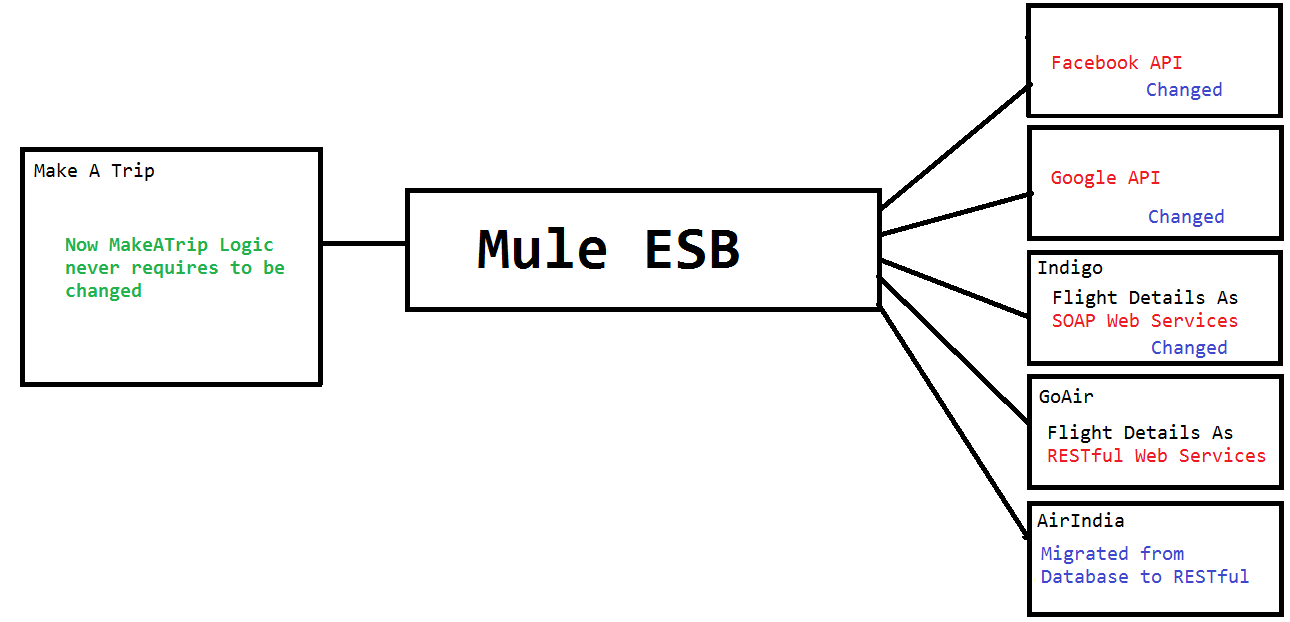 Make A Trip
Now MakeATrip Logic
never requires to be
changed
Mule ESB
Facebook API
Changed
Google API
Changed
Indigo
Flight Details As
SOAP Web Services
Changed
GoAir
Flight Details As
RESTful Web Services
AirIndia
Migrated from
Database to RESTful